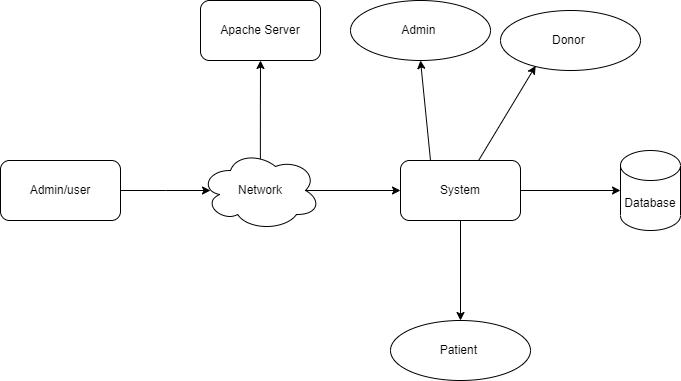 Apache Server
Admin
Donor
Admin/user
Network
System
Database
Patient